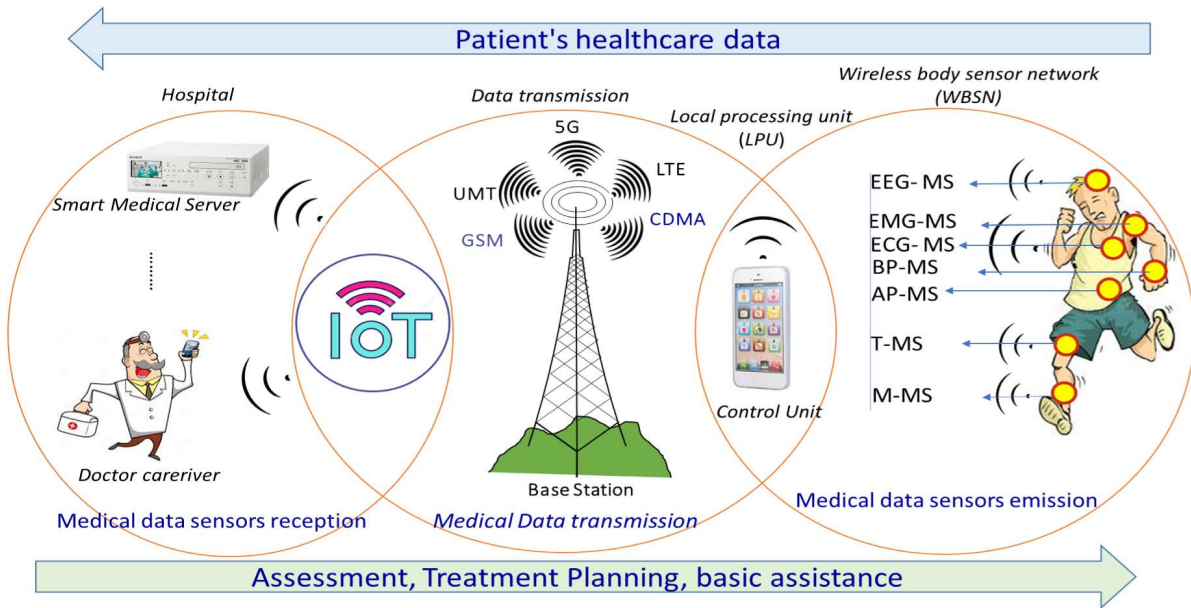 Patient's healthcare data
Hospital
Data transmission
Local processing unit
(LPU)
Wireless body sensor network
(WBSN)
Smart Medical Server
5G
UMT
LTE
GSM
CDMA
IoT
Doctor careriver
Base Station
Control Unit
EEG- MS
EMG-MS
ECG- MS
BP-MS
AP-MS
T-MS
M-MS
Medical data sensors reception
Medical Data transmission
Medical data sensors emission
Assessment, Treatment Planning, basic assistance